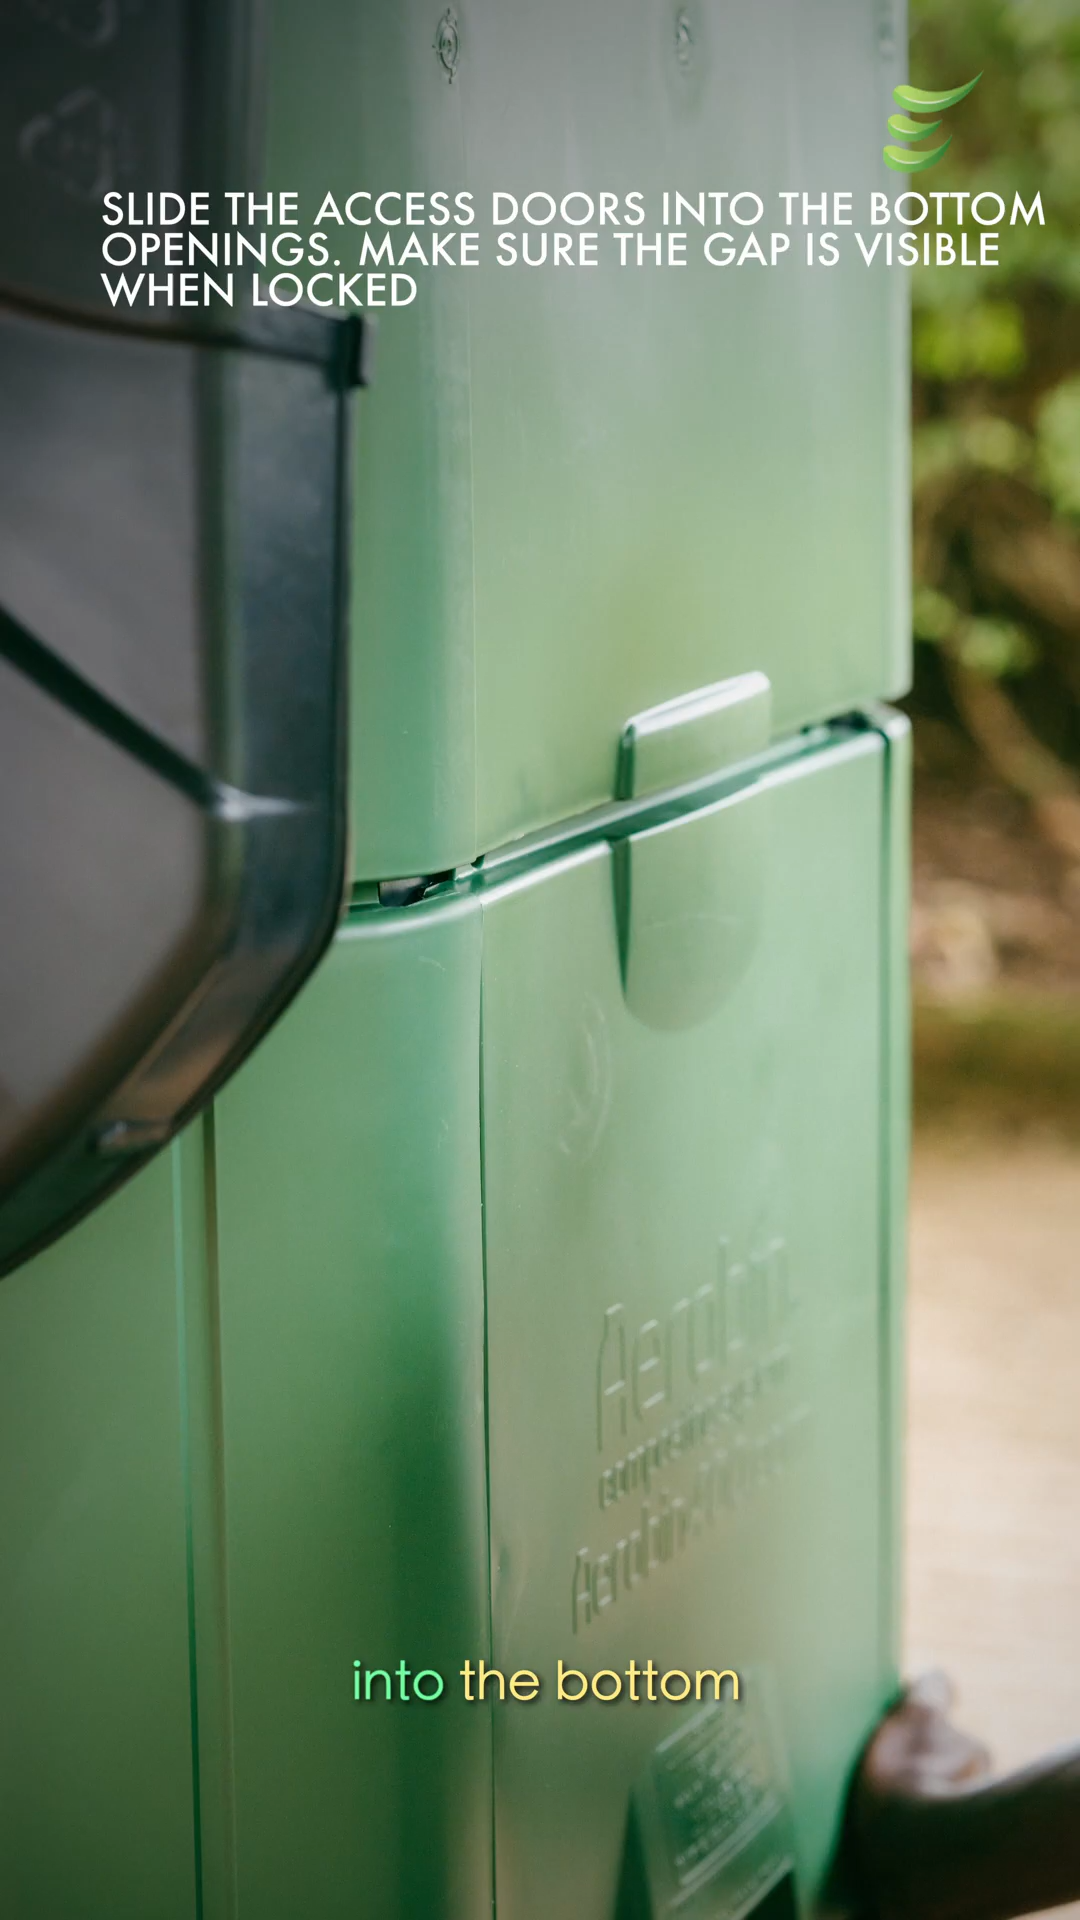 SLIDE THE ACCESS DOORS INTO THE BOTTOM
OPENINGS. MAKE SURE THE GAP IS VISIBLE
WHEN LOCKED
Aerobin
into the bottom